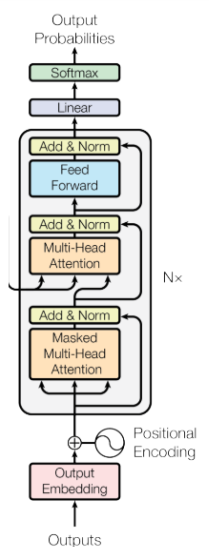 Output
Probabilities
Softmax
Linear
Add & Norm
Feed
Forward
Add & Norm
Multi-Head
Attention
N×
Add & Norm
Masked
Multi-Head
Attention
Positional
Encoding
Output
Embedding
Outputs